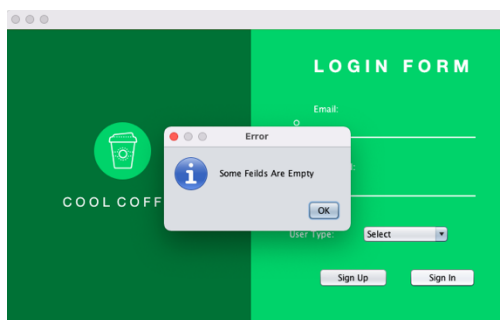 LOGIN FORM
Email:
Error
Some Feilds Are Empty
OK
COOL COFF
User Type:
Select
Sign Up
Sign In